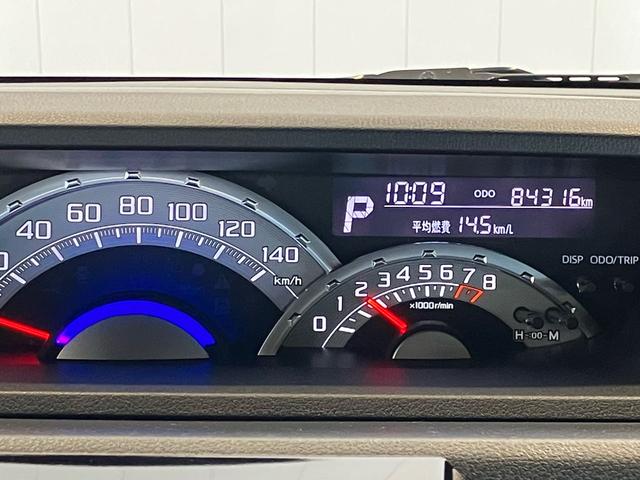 10:09 ODO 84316km
P
平均燃費 14.5km/L
40 60 80 100 120 140
km/h
0 1 2 3 4 5 6 7 8
×1000r/min
DISP ODO/TRIP
H-:00-M